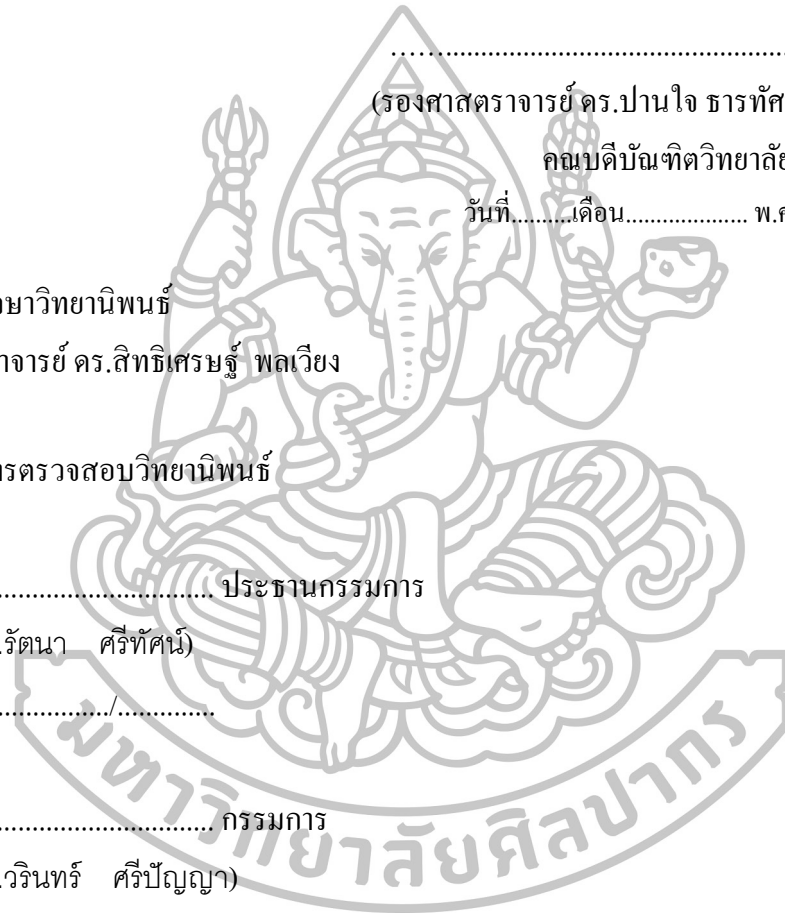 …….......................................................
(รองศาสตราจารย์ ดร.ปานใจ ธารทัศ
คณบดีบัณฑิตวิทยาลัย
วันที่..........เดือน.................... พ.ศ
วิทยานิพนธ์
าจารย์ ดร.สิทธิเศรษฐ์ พลเวียง
รตรวจสอบวิทยานิพนธ์
.................................... ประธานกรรมการ
.รัตนา ศรีทัศน์)
.................../..............
.................................... กรรมการ
.วรินทร์ ศรีปัญญา)
มหาวิทยาลัยศิลปากร